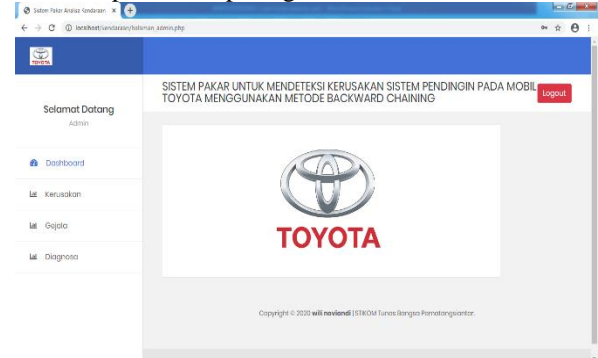 Sistem Pakar Analisa Kendaraan
localhost/kendaraan/halaman_admin.php
TOYOTA
SISTEM PAKAR UNTUK MENDETEKSI KERUSAKAN SISTEM PENDINGIN PADA MOBIL
TOYOTA MENGGUNAKAN METODE BACKWARD CHAINING
Logout
Selamat Datang
Admin
Dashboard
Kerusakan
Gejala
Diagnosa
TOYOTA
Copyright © 2020 wili noviandi | STIKOM Tunas Bangsa Pematangsiantar.